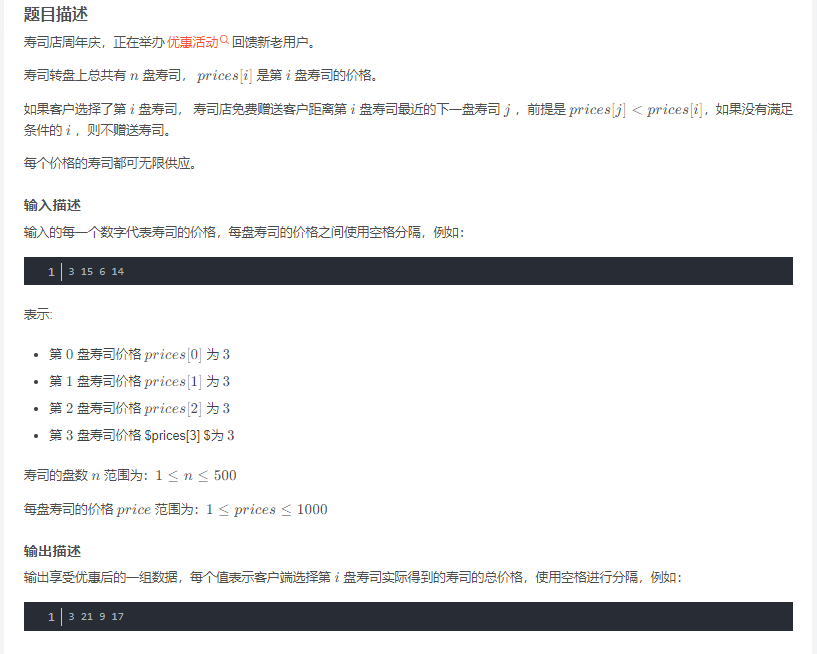 题目描述
寿司店周年庆，正在举办优惠活动回馈新老用户。
寿司转盘上总共有 n 盘寿司， prices[i] 是第 i 盘寿司的价格。
如果客户选择了第 i 盘寿司， 寿司店免费赠送客户距离第 i 盘寿司最近的下一盘寿司 j ，前提是 prices[j] < prices[i]，如果没有满足
条件的 i ，则不赠送寿司。
每个价格的寿司都可无限供应。
输入描述
输入的每一个数字代表寿司的价格，每盘寿司的价格之间使用空格分隔，例如：
1 3 15 6 14
表示:
• 第 0 盘寿司价格 prices[0] 为 3
• 第 1 盘寿司价格 prices[1] 为 3
• 第 2 盘寿司价格 prices[2] 为 3
• 第 3 盘寿司价格 $prices[3] $为 3
寿司的盘数 n 范围为：1 ≤ n ≤ 500
每盘寿司的价格 price 范围为：1 ≤ prices ≤ 1000
输出描述
输出享受优惠后的一组数据，每个值表示客户端选择第 i 盘寿司实际得到的寿司的总价格，使用空格进行分隔，例如：
1 3 21 9 17